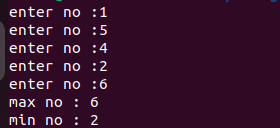 enter no :1
enter no :5
enter no :4
enter no :2
enter no :6
max no : 6
min no : 2